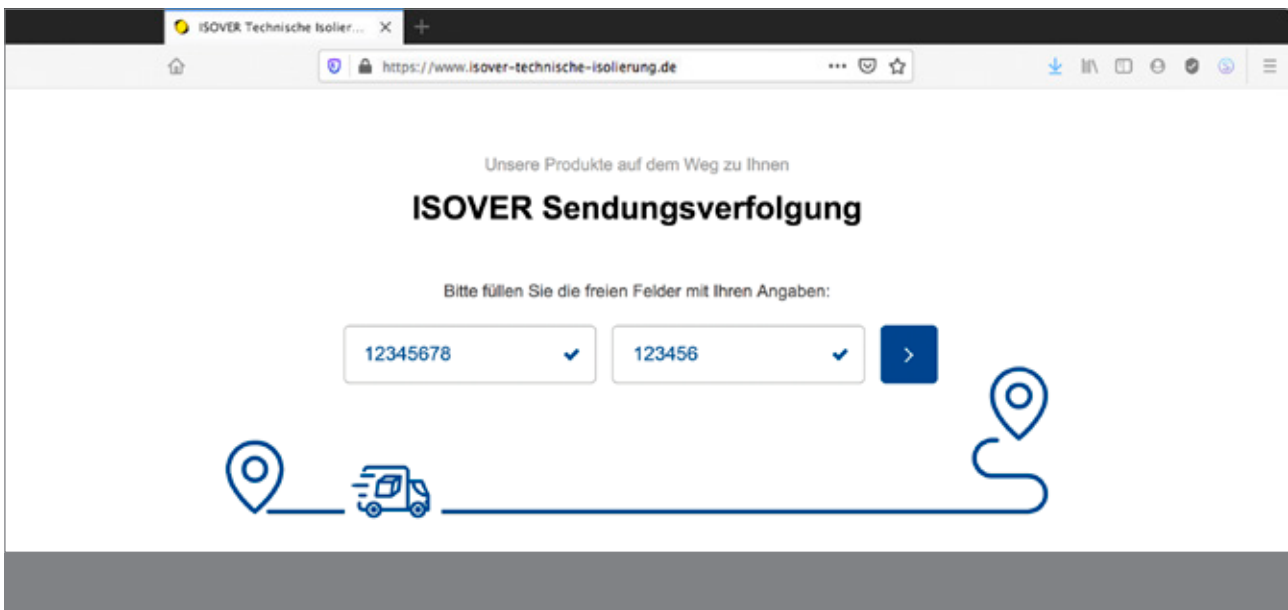 ISOVER Technische Isolier...
https://www.isover-technische-isolierung.de
Unsere Produkte auf dem Weg zu Ihnen
ISOVER Sendungsverfolgung
Bitte füllen Sie die freien Felder mit Ihren Angaben:
12345678
123456